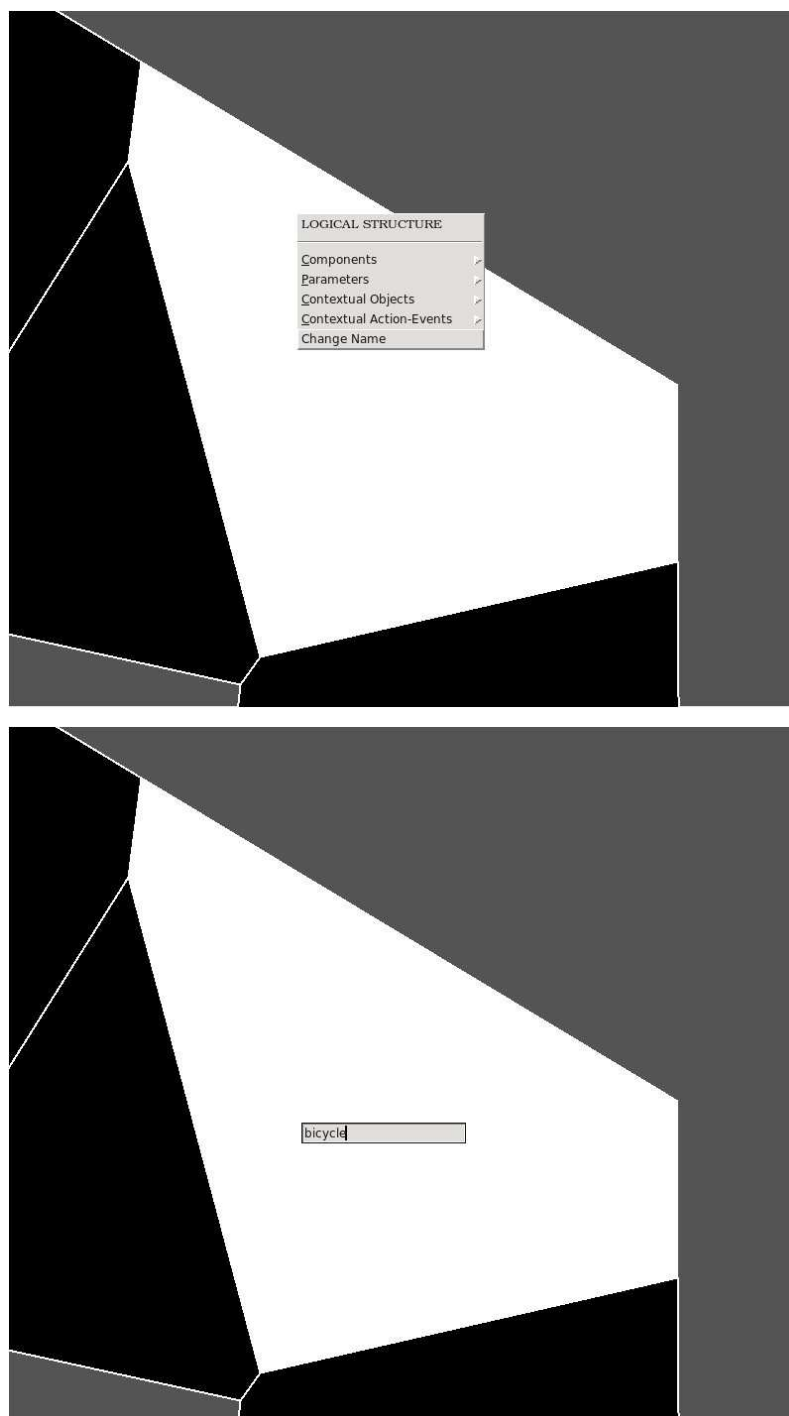 LOGICAL STRUCTURE
Components
Parameters
Contextual Objects
Contextual Action-Events
Change Name
bicycle